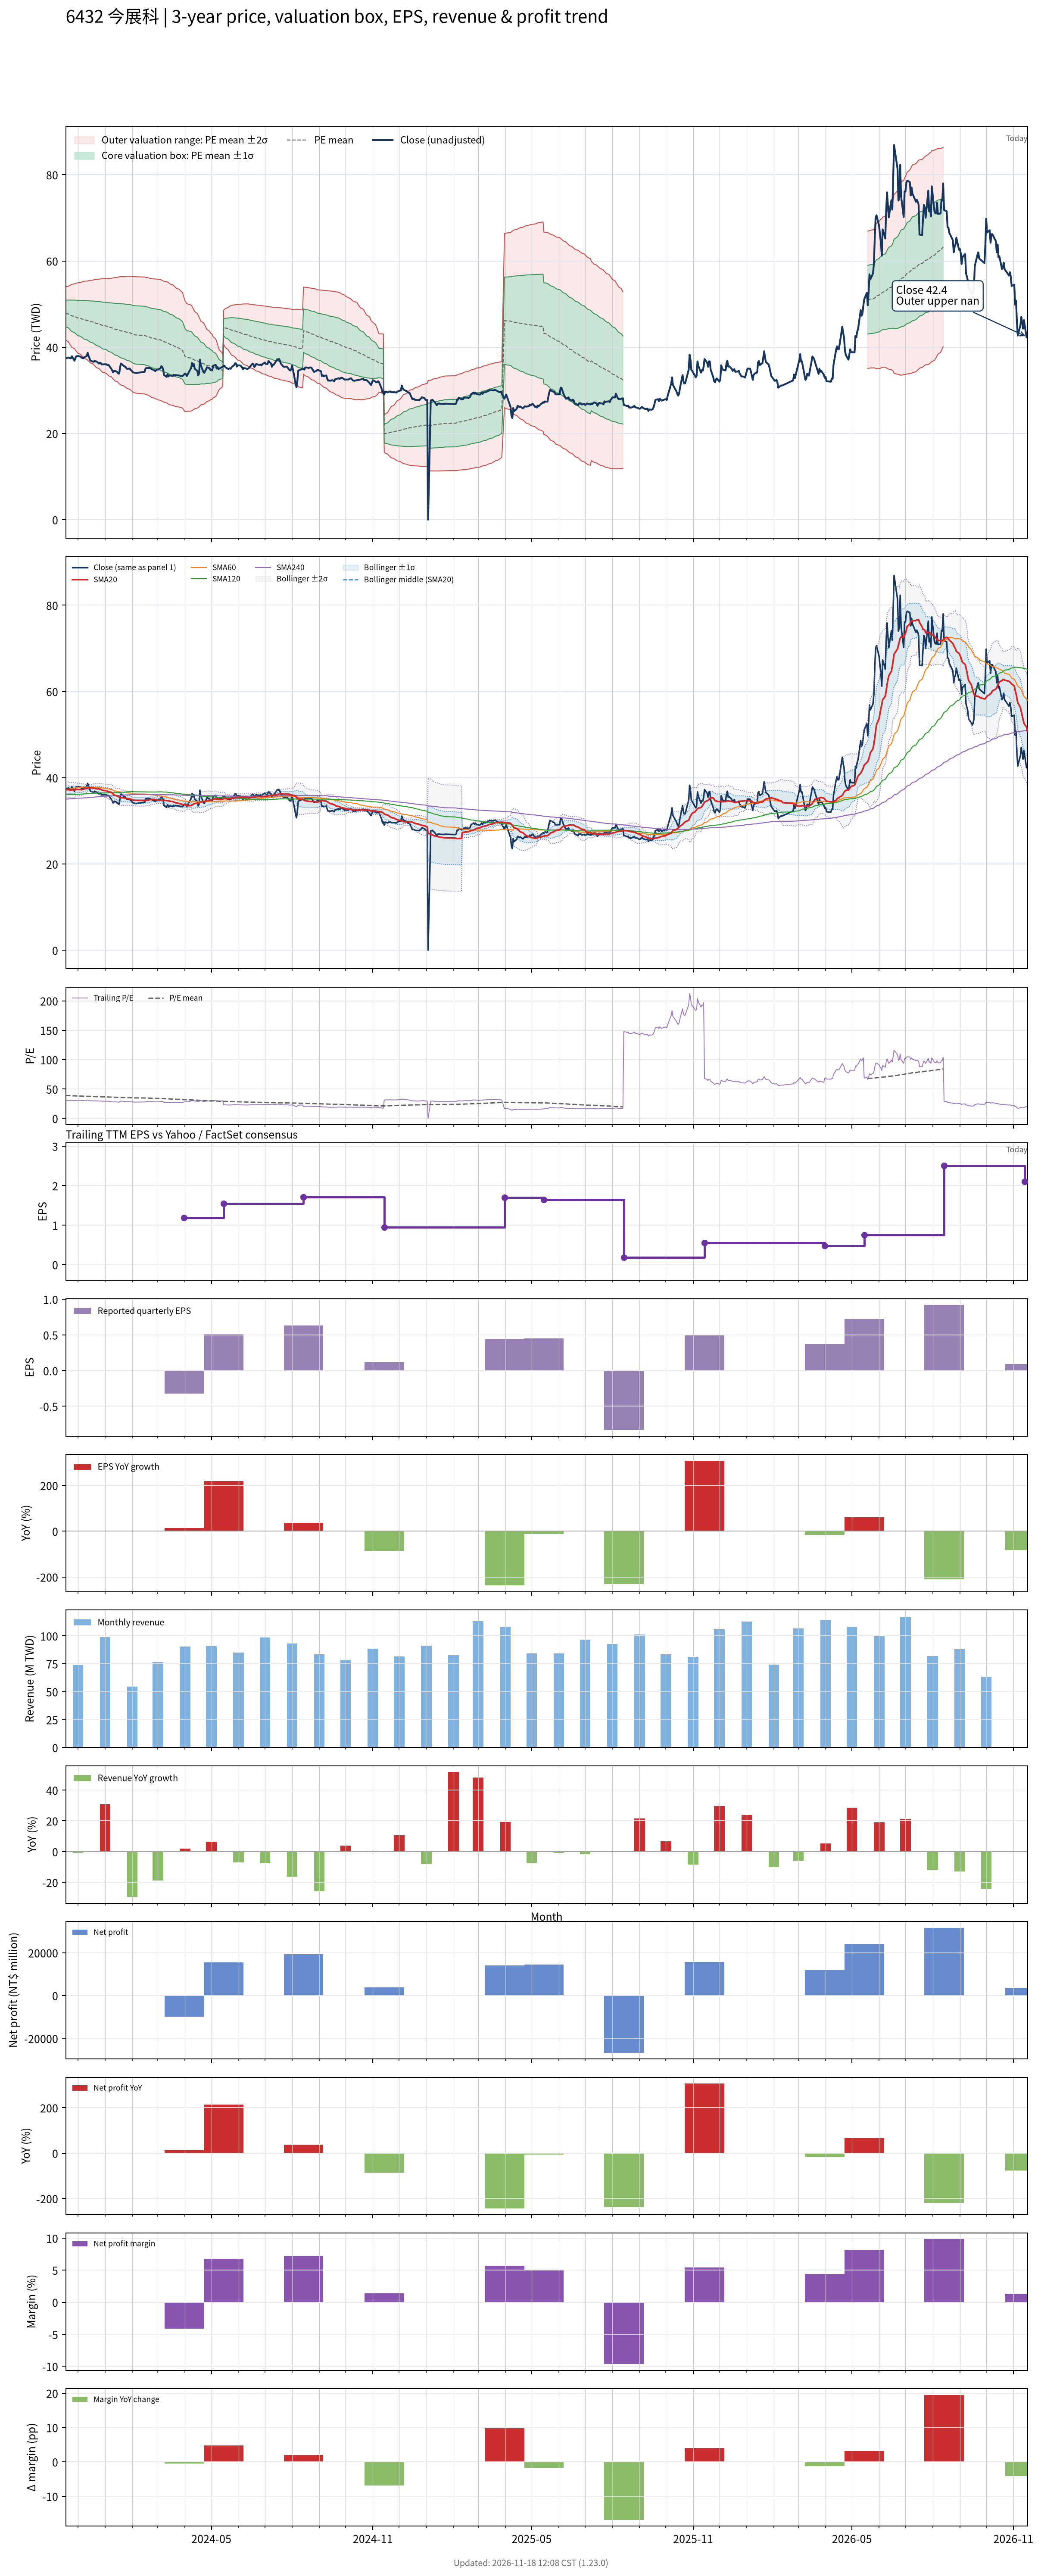 6432 今展科 | 3-year price, valuation box, EPS, revenue & profit trend
Outer valuation range: PE mean ±2σ
PE mean
Close (unadjusted)
Core valuation box: PE mean ±1σ
Today
80
60
40
20
0
Price (TWD)
Close 42.4
Outer upper nan
Close (same as panel 1)
SMA20
SMA60
SMA120
SMA240
Bollinger ±2σ
Bollinger ±1σ
Bollinger middle (SMA20)
80
60
40
20
0
Price
Trailing P/E
P/E mean
200
150
100
50
0
P/E
Trailing TTM EPS vs Yahoo / FactSet consensus
Today
3
2
1
0
EPS
Reported quarterly EPS
1.0
0.5
0.0
-0.5
EPS
EPS YoY growth
200
0
-200
YoY (%)
Monthly revenue
100
75
50
25
0
Revenue (M TWD)
Revenue YoY growth
40
20
0
-20
YoY (%)
Month
Net profit
20000
0
-20000
Net profit (NT$ million)
Net profit YoY
200
0
-200
YoY (%)
Net profit margin
10
5
0
-5
-10
Margin (%)
Margin YoY change
20
10
0
-10
Δ margin (pp)
2024-05
2024-11
2025-05
2025-11
2026-05
2026-11
Updated: 2026-11-18 12:08 CST (1.23.0)